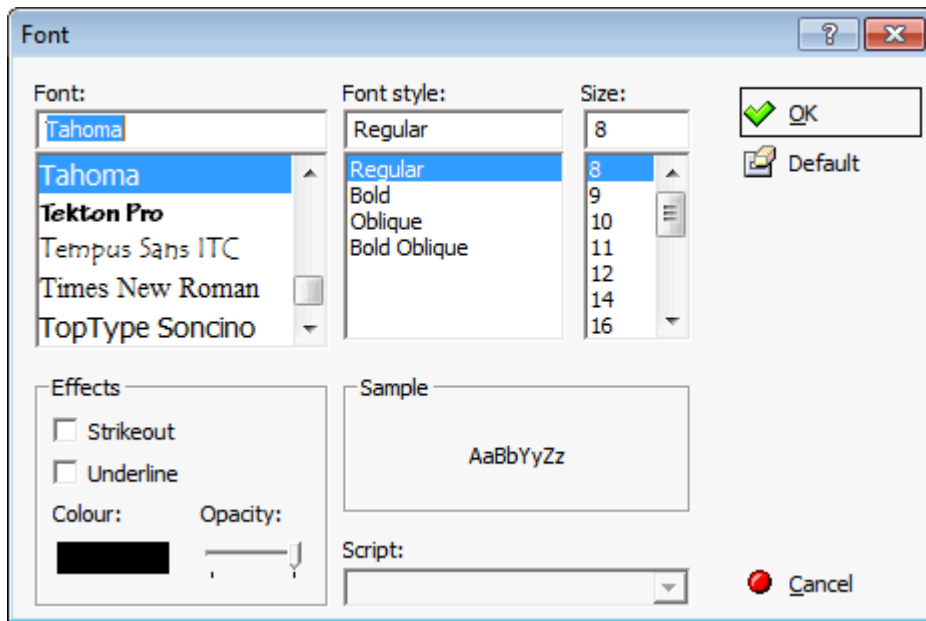 Font
Font:
Tahoma
Tahoma
Tekton Pro
Tempus Sans ITC
Times New Roman
TopType Soncino
Font style:
Regular
Regular
Bold
Oblique
Bold Oblique
Size:
8
8
9
10
11
12
14
16
OK
Default
Effects
Strikeout
Underline
Colour:
Opacity:
Sample
AaBbYyZz
Script:
Cancel